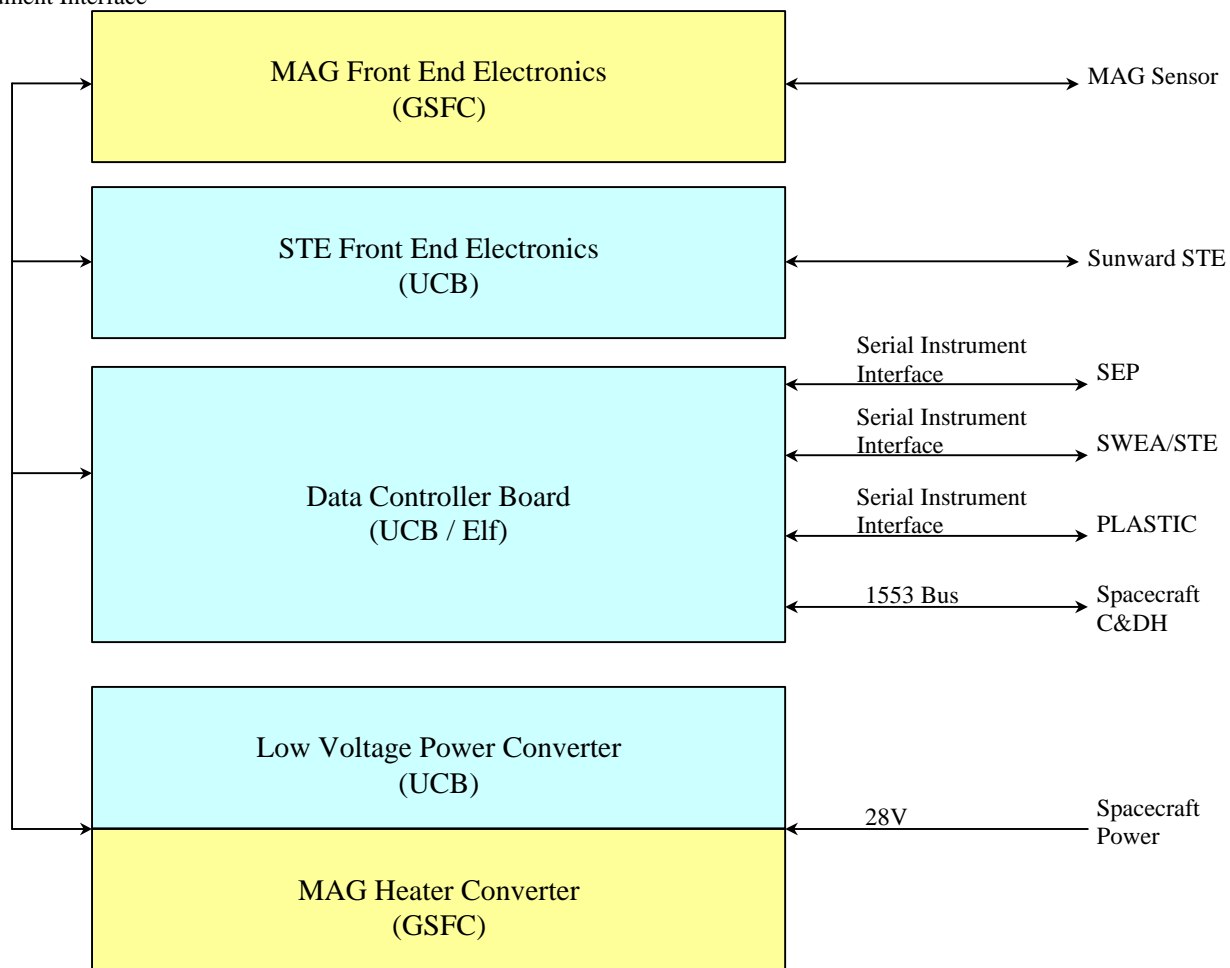 Interface
MAG Front End Electronics
(GSFC)
MAG Sensor
STE Front End Electronics
(UCB)
Sunward STE
Serial Instrument
Interface
SEP
Serial Instrument
Interface
SWEA/STE
Data Controller Board
(UCB / Elf)
Serial Instrument
Interface
PLASTIC
1553 Bus
Spacecraft
C&DH
Low Voltage Power Converter
(UCB)
28V
Spacecraft
Power
MAG Heater Converter
(GSFC)